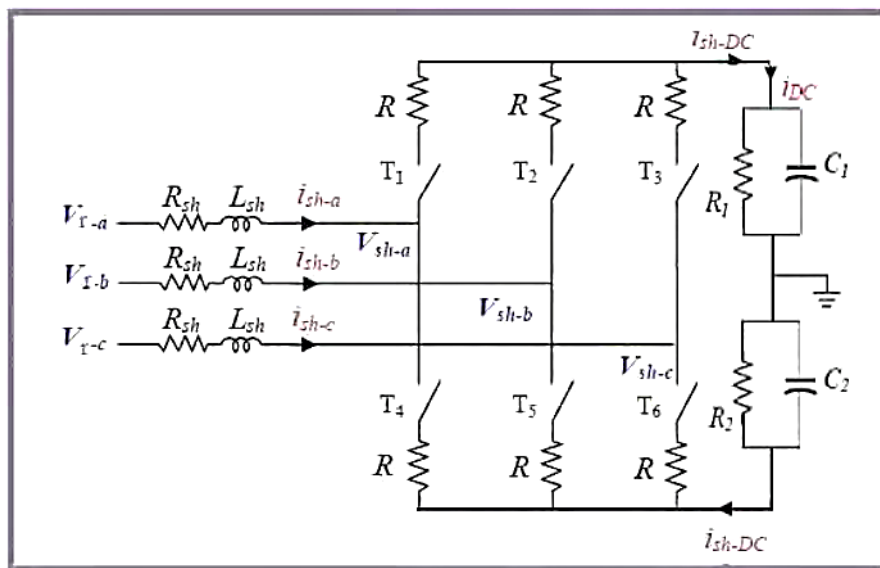 i_sh-DC
i_DC
R R R
T1 T2 T3
R1 C1
R_sh L_sh i_sh-a
V_r-a
V_sh-a
R_sh L_sh i_sh-b
V_r-b
V_sh-b
R_sh L_sh i_sh-c
V_r-c
V_sh-c
T4 T5 T6
R2 C2
R R R
i_sh-DC